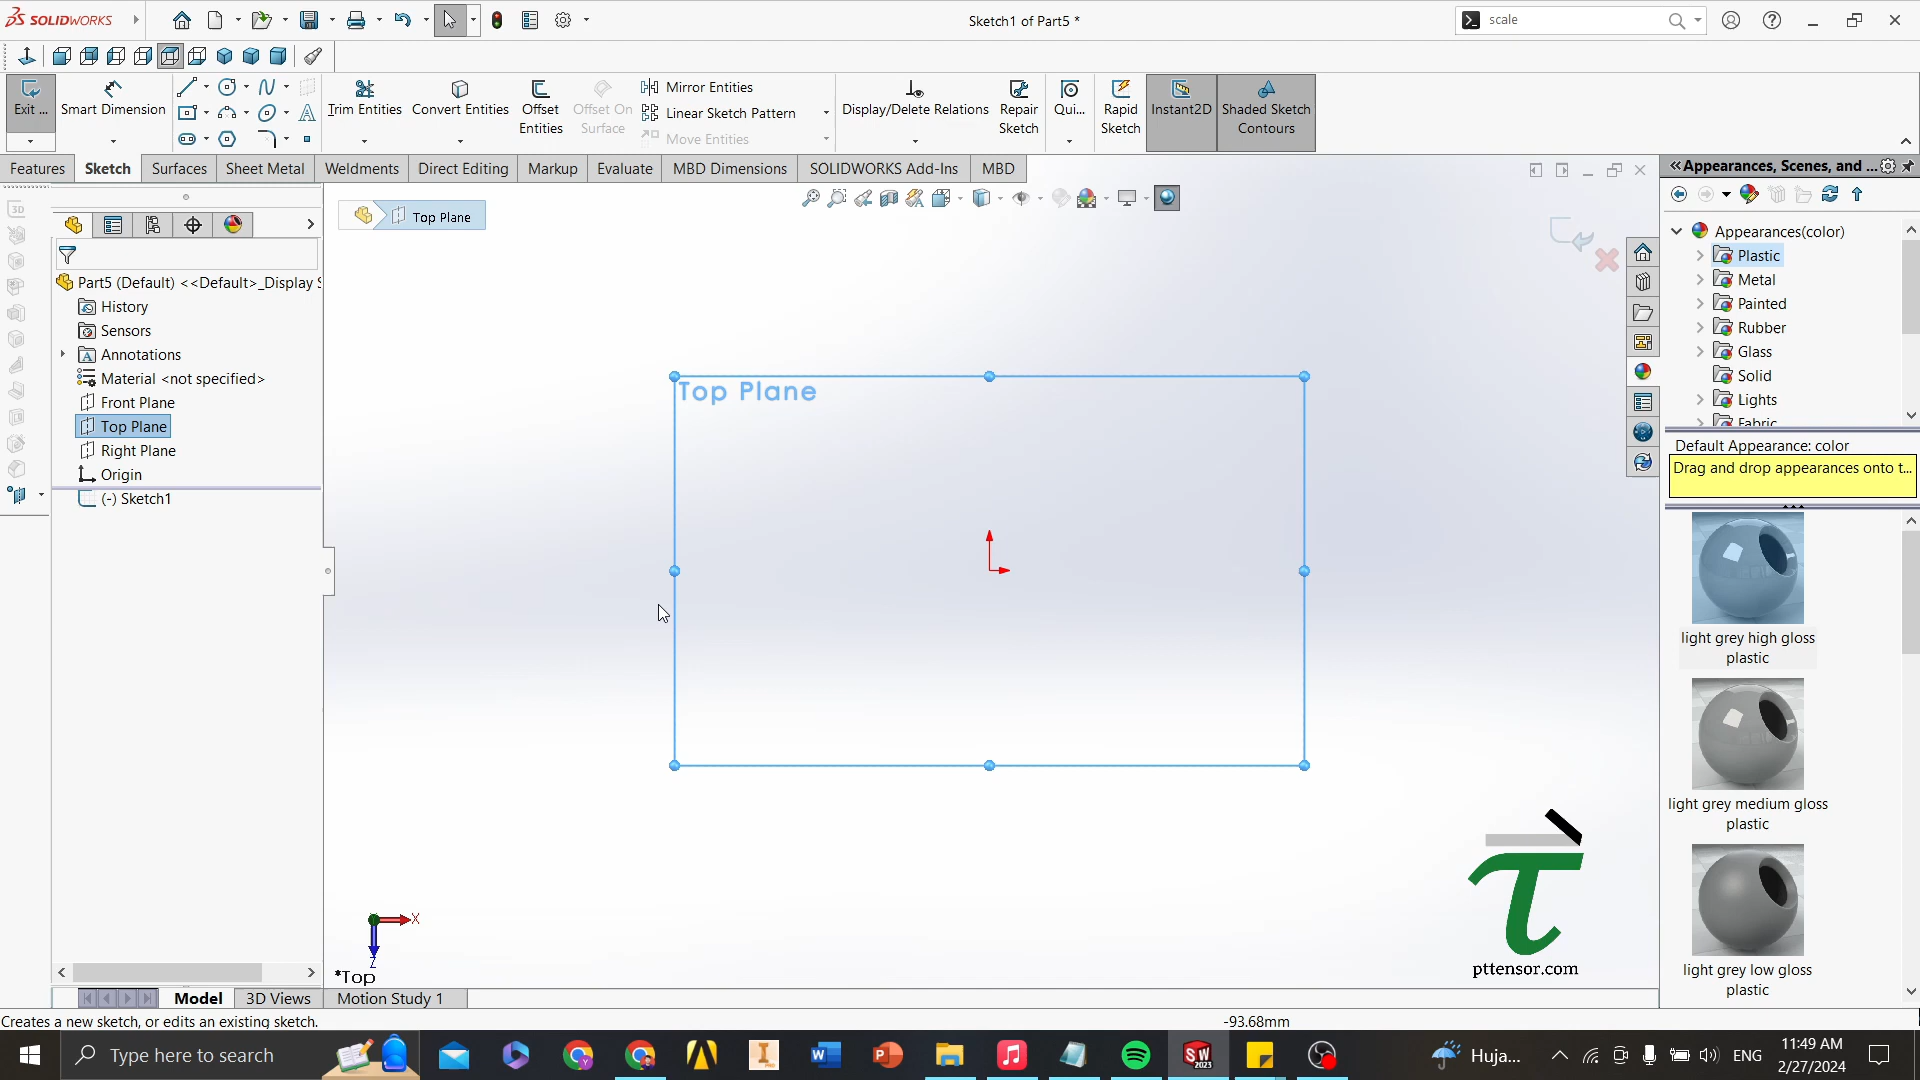 SOLIDWORKS
Sketch1 of Part5 *
scale
Exit ...
Smart Dimension
Trim Entities
Convert Entities
Offset
Entities
Offset On
Surface
Mirror Entities
Linear Sketch Pattern
Move Entities
Display/Delete Relations
Repair
Sketch
Qui...
Rapid
Sketch
Instant2D
Shaded Sketch
Contours
Features
Sketch
Surfaces
Sheet Metal
Weldments
Direct Editing
Markup
Evaluate
MBD Dimensions
SOLIDWORKS Add-Ins
MBD
Top Plane
Part5 (Default) <<Default>_Display S
History
Sensors
Annotations
Material <not specified>
Front Plane
Top Plane
Right Plane
Origin
(-) Sketch1
Top Plane
X
Z
*Top
pttensor.com
Appearances, Scenes, and ...
Appearances(color)
Plastic
Metal
Painted
Rubber
Glass
Solid
Lights
Fabric
Default Appearance: color
Drag and drop appearances onto t...
light grey high gloss
plastic
light grey medium gloss
plastic
light grey low gloss
plastic
Model
3D Views
Motion Study 1
Creates a new sketch, or edits an existing sketch.
-93.68mm
Type here to search
Huja...
ENG
11:49 AM
2/27/2024